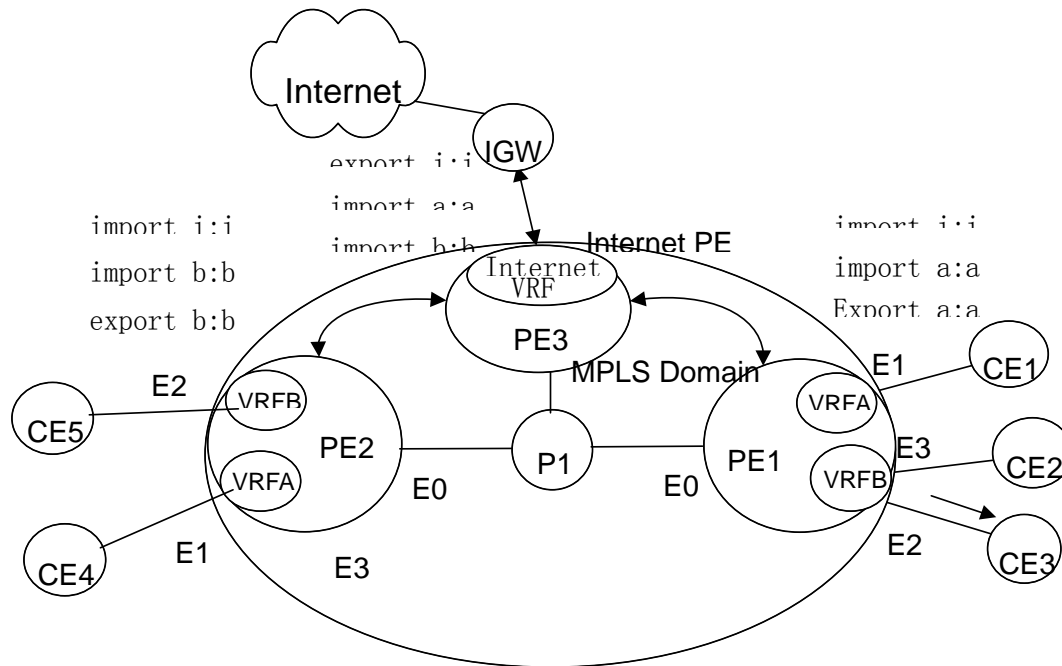 Internet
IGW
export i:i
import a:a
import b:b
import i:i
import b:b
export b:b
import i:i
import a:a
Export a:a
Internet PE
Internet
VRF
PE3
MPLS Domain
E1
CE1
E2
VRFB
VRFA
CE5
PE2
P1
PE1
E3
CE2
VRFA
E0
E0
VRFB
CE4
E1
E3
E2
CE3